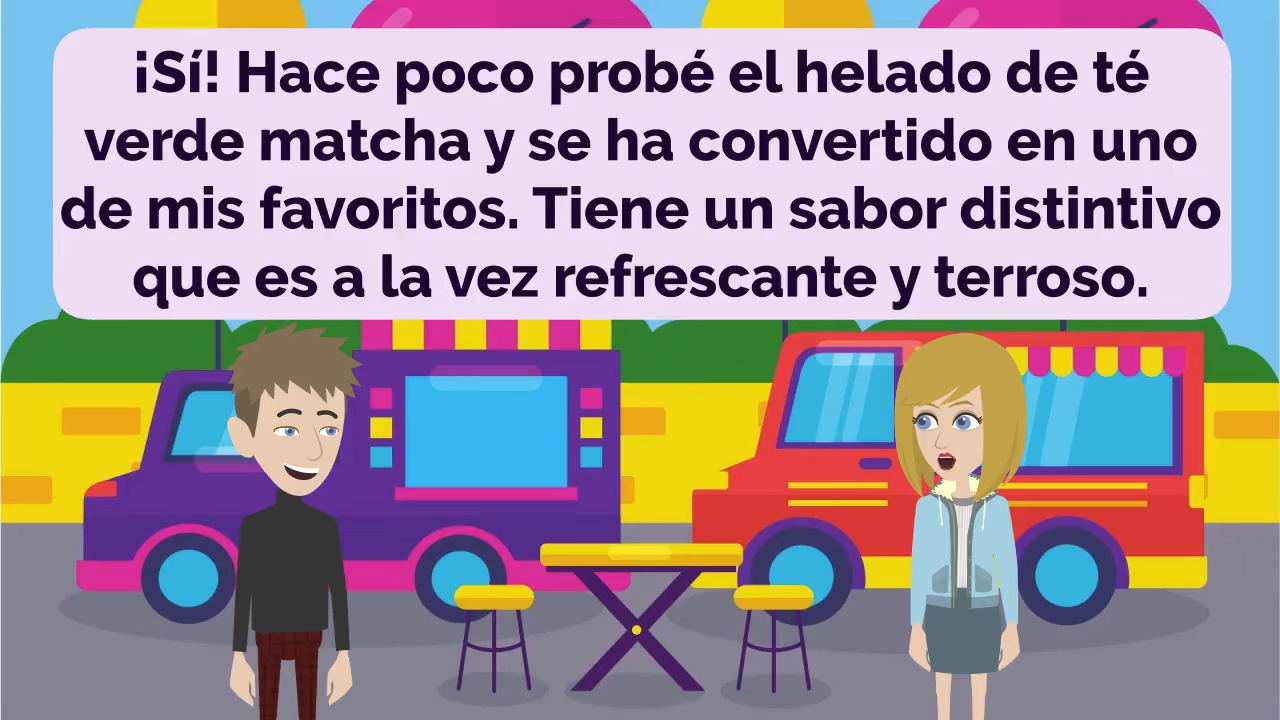 ¡Sí! Hace poco probé el helado de té
verde matcha y se ha convertido en uno
de mis favoritos. Tiene un sabor distintivo
que es a la vez refrescante y terroso.